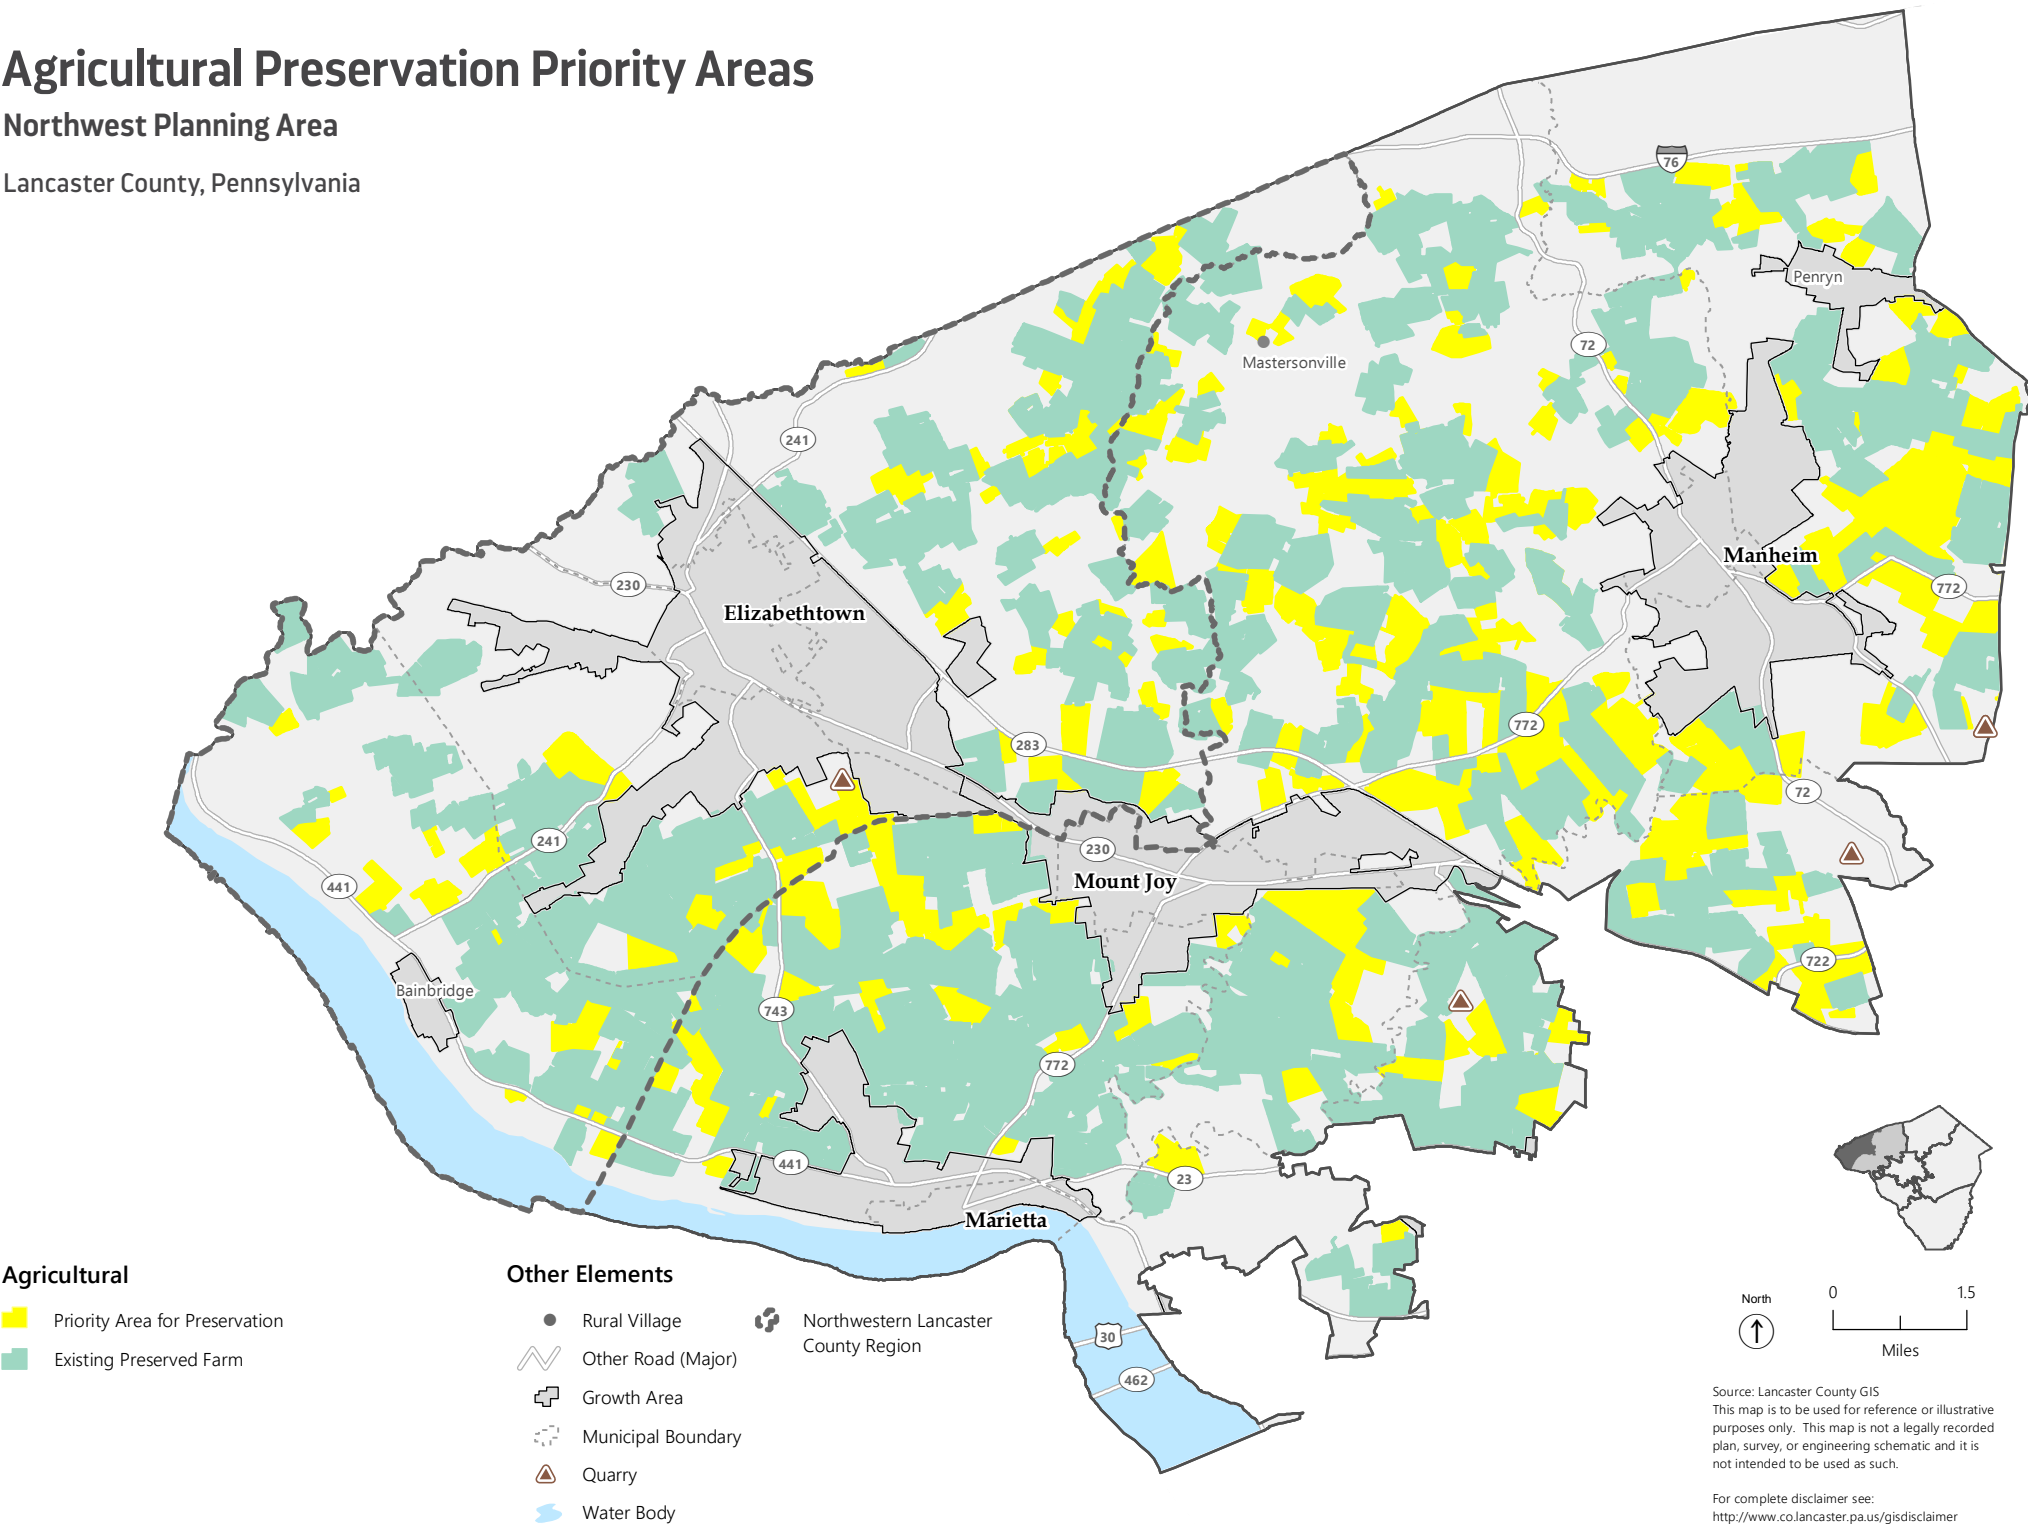 Agricultural Preservation Priority Areas
Northwest Planning Area
Lancaster County, Pennsylvania
76
Penryn
72
Mastersonville
241
Manheim
772
230
Elizabethtown
772
283
72
241
230
Mount Joy
441
722
Bainbridge
743
772
441
23
Marietta
30
462
Agricultural
Priority Area for Preservation
Existing Preserved Farm
Other Elements
Rural Village
Other Road (Major)
Growth Area
Municipal Boundary
Quarry
Water Body
Northwestern Lancaster
County Region
North
0 1.5
Miles
Source: Lancaster County GIS
This map is to be used for reference or illustrative
purposes only. This map is not a legally recorded
plan, survey, or engineering schematic and it is
not intended to be used as such.
For complete disclaimer see:
http://www.co.lancaster.pa.us/gisdisclaimer